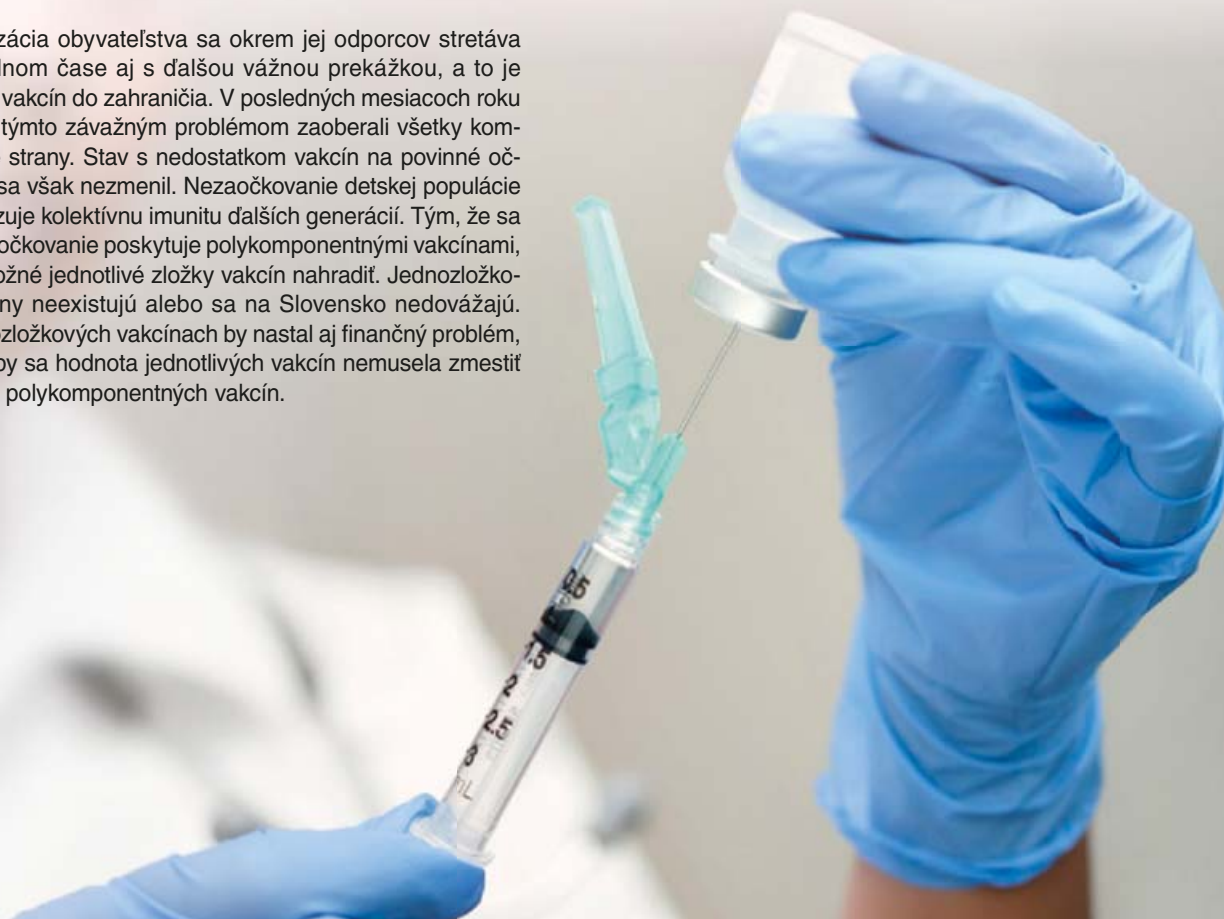 zácia obyvateľstva sa okrem jej odporcov stretáva
dnom čase aj s ďalšou vážnou prekážkou, a to je
vakcín do zahraničia. V posledných mesiacoch roku
týmto závažným problémom zaoberali všetky kom-
strany. Stav s nedostatkom vakcín na povinné oč-
sa však nezmenil. Nezaočkovanie detskej populácie
zuje kolektívnu imunitu ďalších generácií. Tým, že sa
očkovanie poskytuje polykomponentnými vakcínami,
ožné jednotlivé zložky vakcín nahradiť. Jednozložko-
ny neexistujú alebo sa na Slovensko nedovážajú.
ozložkových vakcínach by nastal aj finančný problém,
by sa hodnota jednotlivých vakcín nemusela zmestiť
polykomponentných vakcín.
0.5
1.5
2
2.5
3
mL